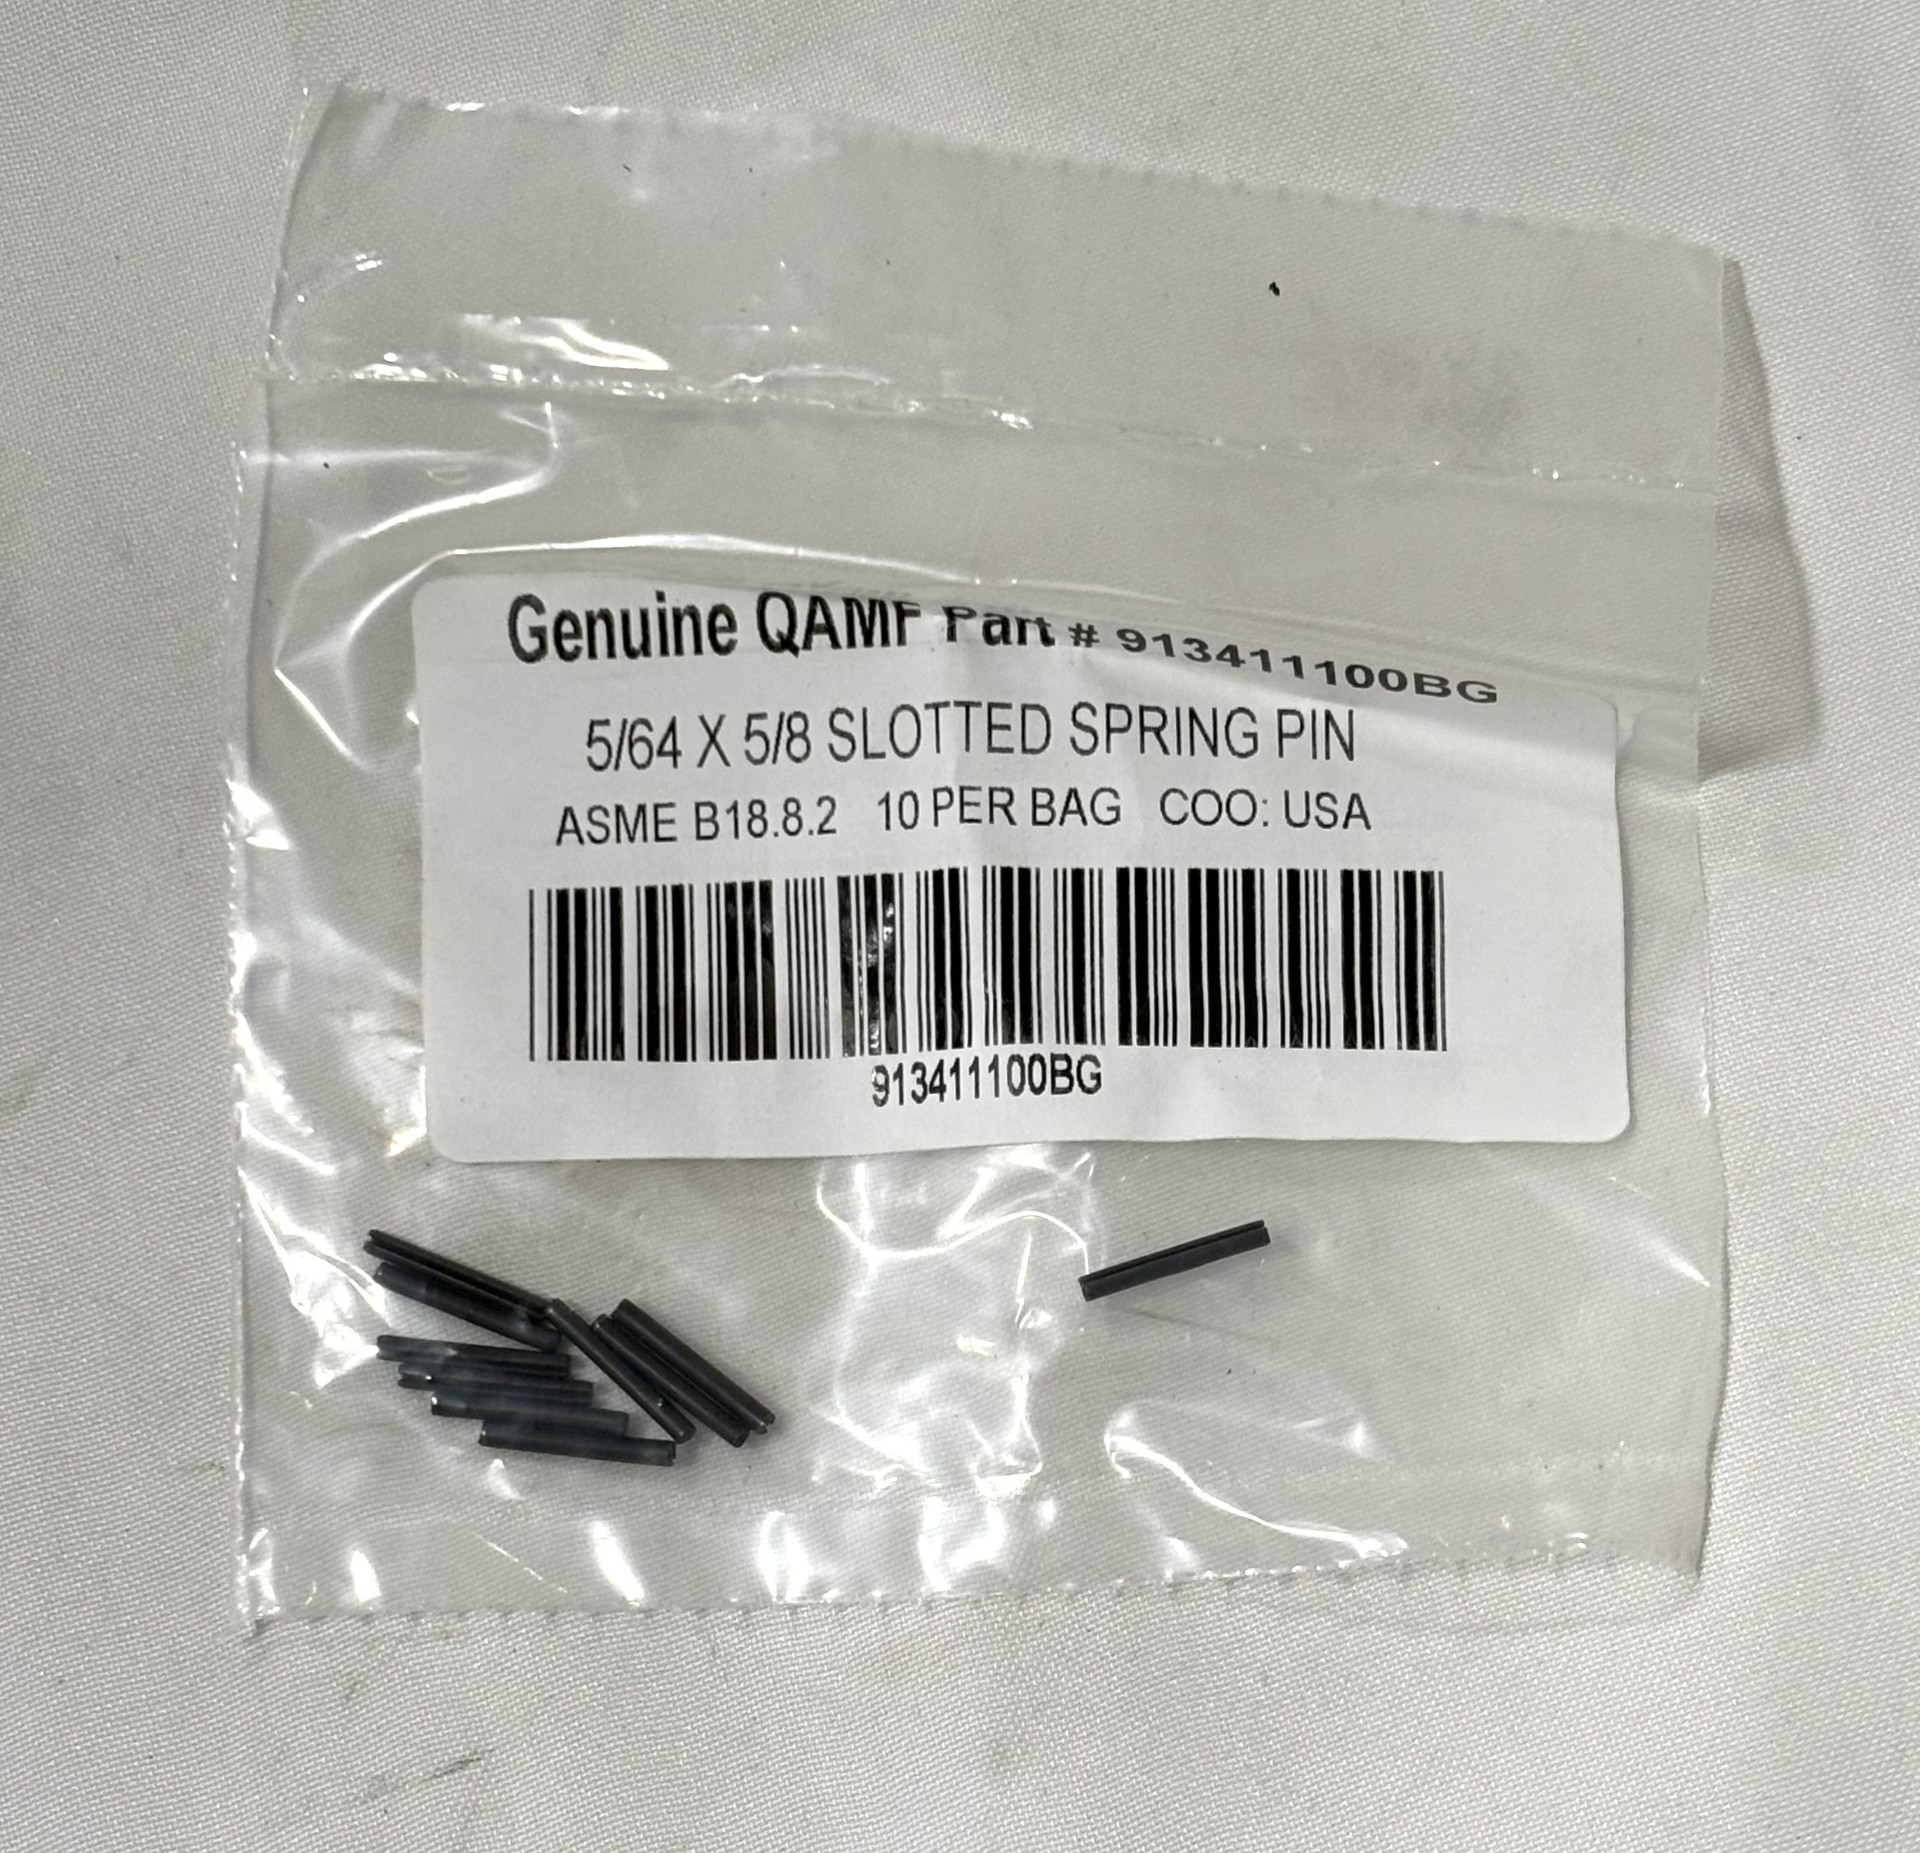 Genuine QAMF Part # 913411100BG
5/64 X 5/8 SLOTTED SPRING PIN
ASME B18.8.2 10 PER BAG COO: USA
913411100BG